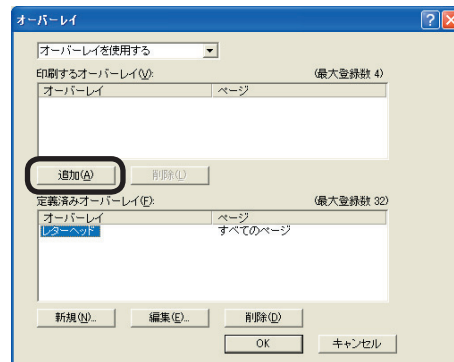 オーバーレイ
オーバーレイを使用する
印刷するオーバーレイ(V): (最大登録数 4)
オーバーレイ ページ
追加(A) 削除(L)
定義済みオーバーレイ(F): (最大登録数 32)
オーバーレイ ページ
レターヘッド すべてのページ
新規(N)... 編集(E)... 削除(D)
OK キャンセル